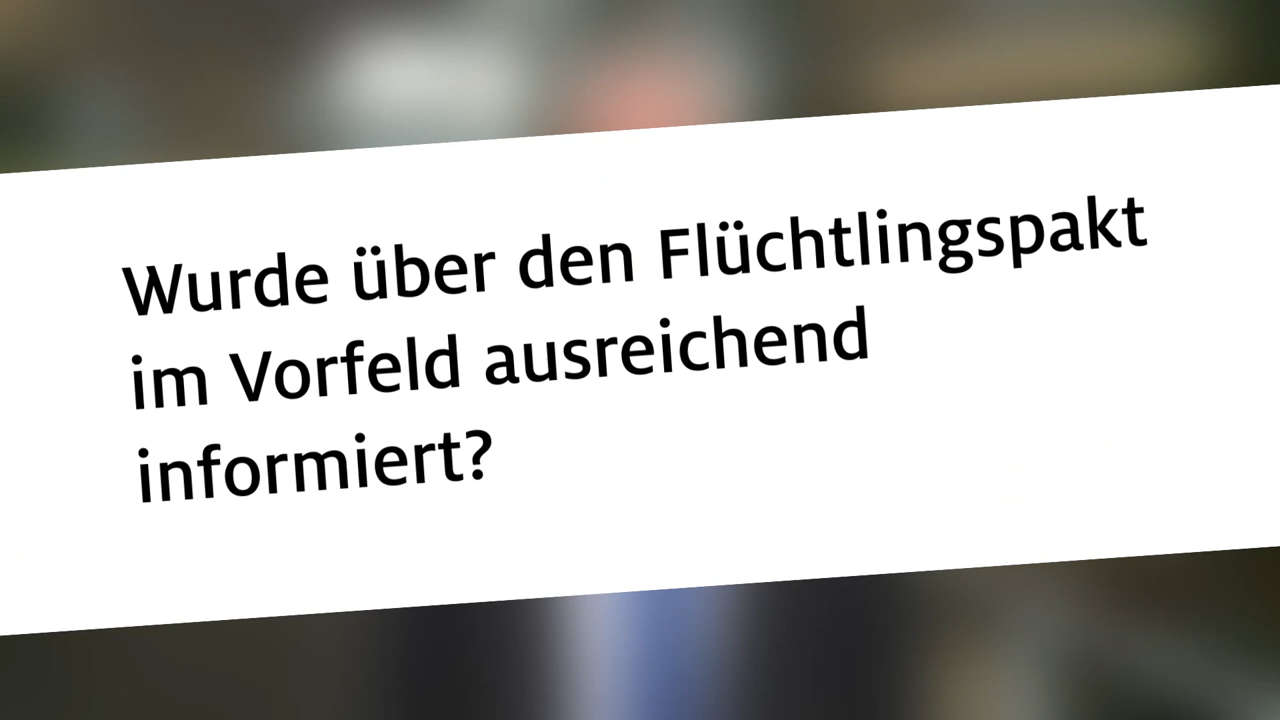 Wurde über den Flüchtlingspakt
im Vorfeld ausreichend
informiert?